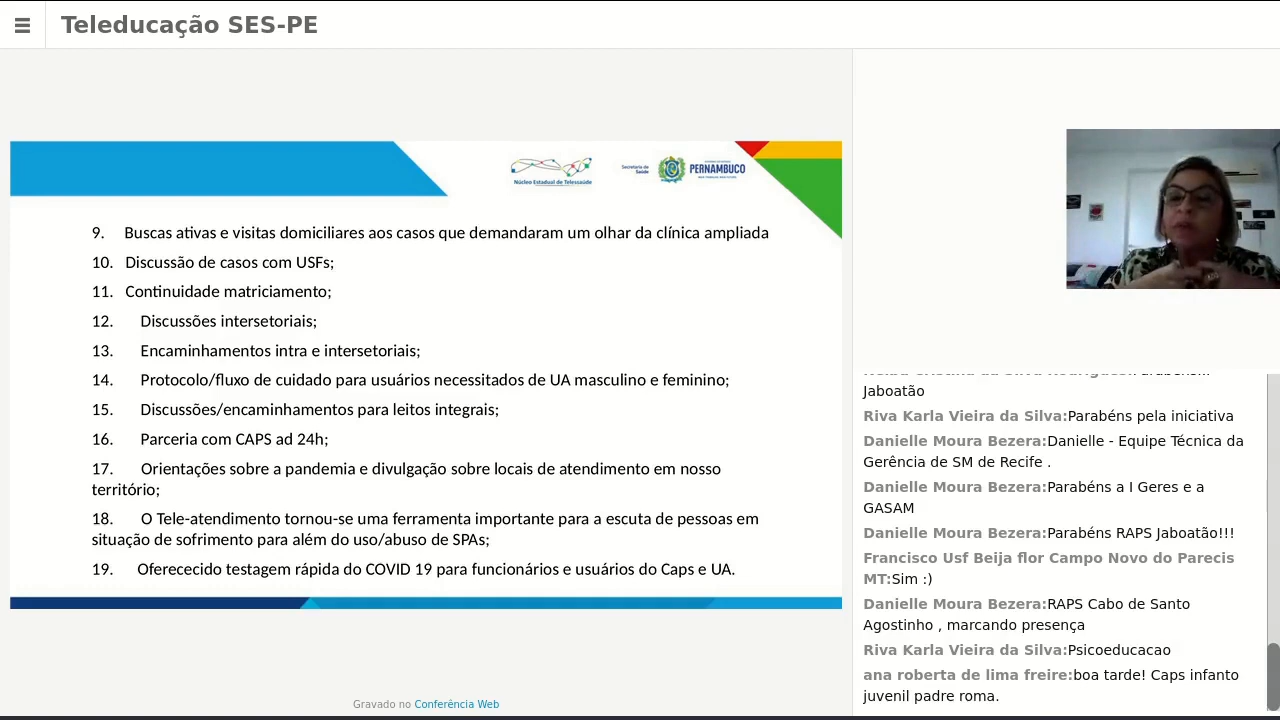 Teleducação SES-PE
Núcleo Estadual de Telessaúde
Secretaria de
Saúde
PERNAMBUCO
9. Buscas ativas e visitas domiciliares aos casos que demandaram um olhar da clínica ampliada
10. Discussão de casos com USFs;
11. Continuidade matriciamento;
12. Discussões intersetoriais;
13. Encaminhamentos intra e intersetoriais;
14. Protocolo/fluxo de cuidado para usuários necessitados de UA masculino e feminino;
15. Discussões/encaminhamentos para leitos integrais;
16. Parceria com CAPS ad 24h;
17. Orientações sobre a pandemia e divulgação sobre locais de atendimento em nosso
território;
18. O Tele-atendimento tornou-se uma ferramenta importante para a escuta de pessoas em
situação de sofrimento para além do uso/abuso de SPAs;
19. Oferececido testagem rápida do COVID 19 para funcionários e usuários do Caps e UA.
Gravado no Conferência Web
Jaboatão
Riva Karla Vieira da Silva:Parabéns pela iniciativa
Danielle Moura Bezera:Danielle - Equipe Técnica da
Gerência de SM de Recife .
Danielle Moura Bezera:Parabéns a I Geres e a
GASAM
Danielle Moura Bezera:Parabéns RAPS Jaboatão!!!
Francisco Usf Beija flor Campo Novo do Parecis
MT:Sim :)
Danielle Moura Bezera:RAPS Cabo de Santo
Agostinho , marcando presença
Riva Karla Vieira da Silva:Psicoeducacao
ana roberta de lima freire:boa tarde! Caps infanto
juvenil padre roma.